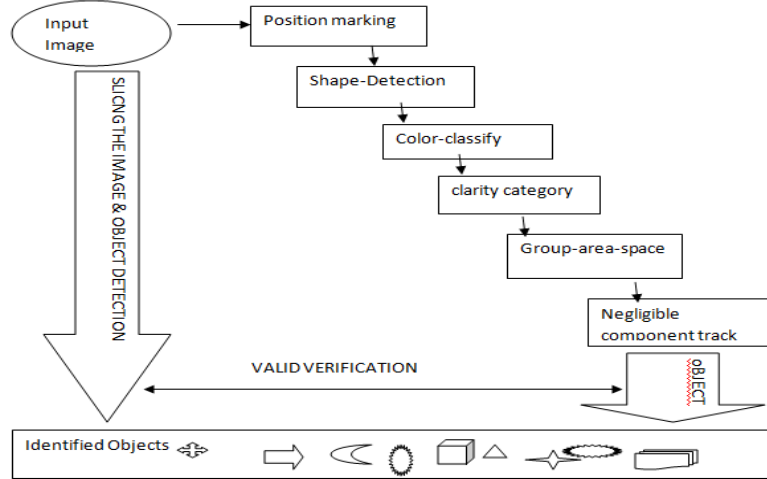 Input
Image
Position marking
Shape-Detection
Color-classify
clarity category
Group-area-space
Negligible
component track
SLICNG THE IMAGE & OBJECT DETECTION
VALID VERIFICATION
oBJECT
Identified Objects